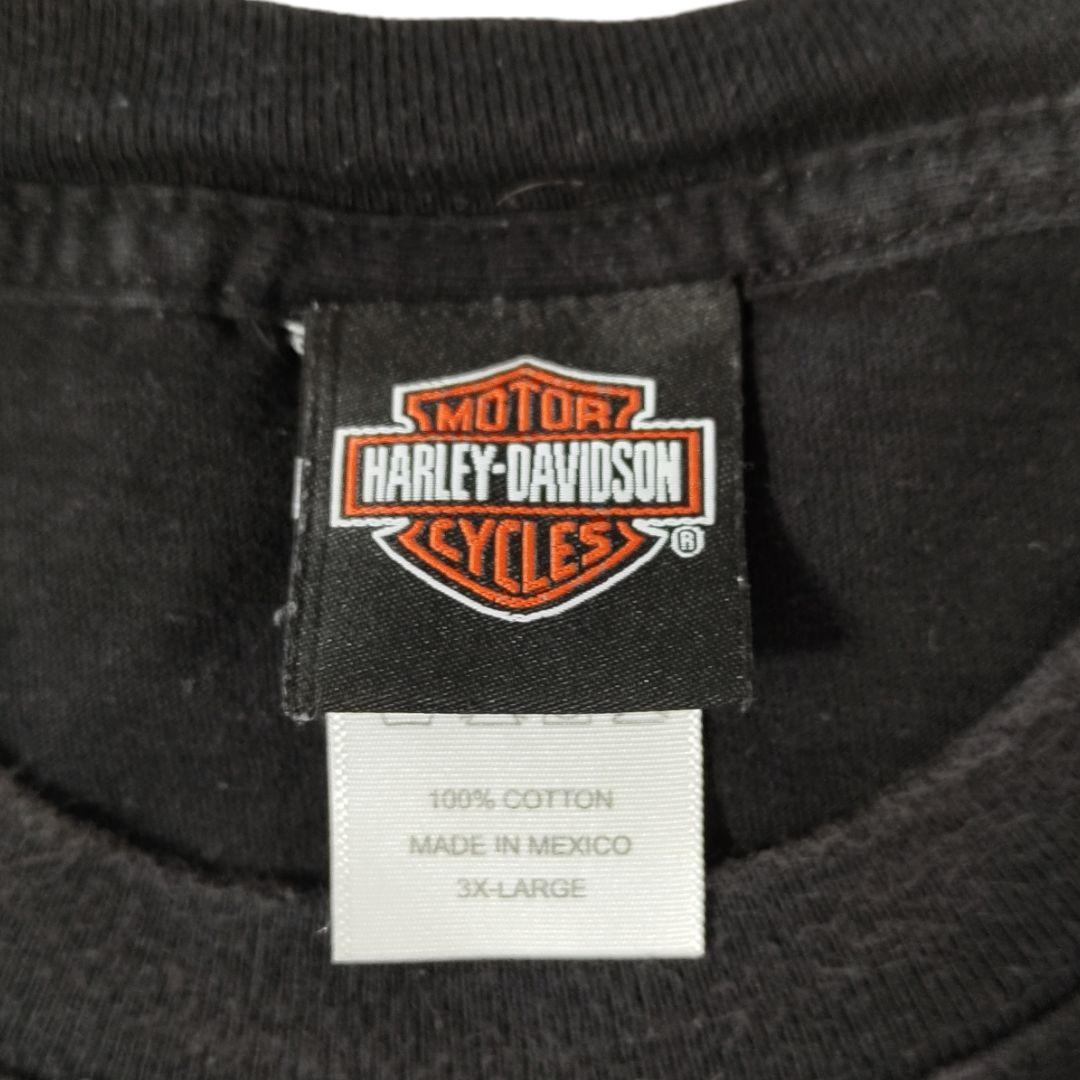 MOTOR
HARLEY-DAVIDSON
CYCLES
®
100% COTTON
MADE IN MEXICO
3X-LARGE